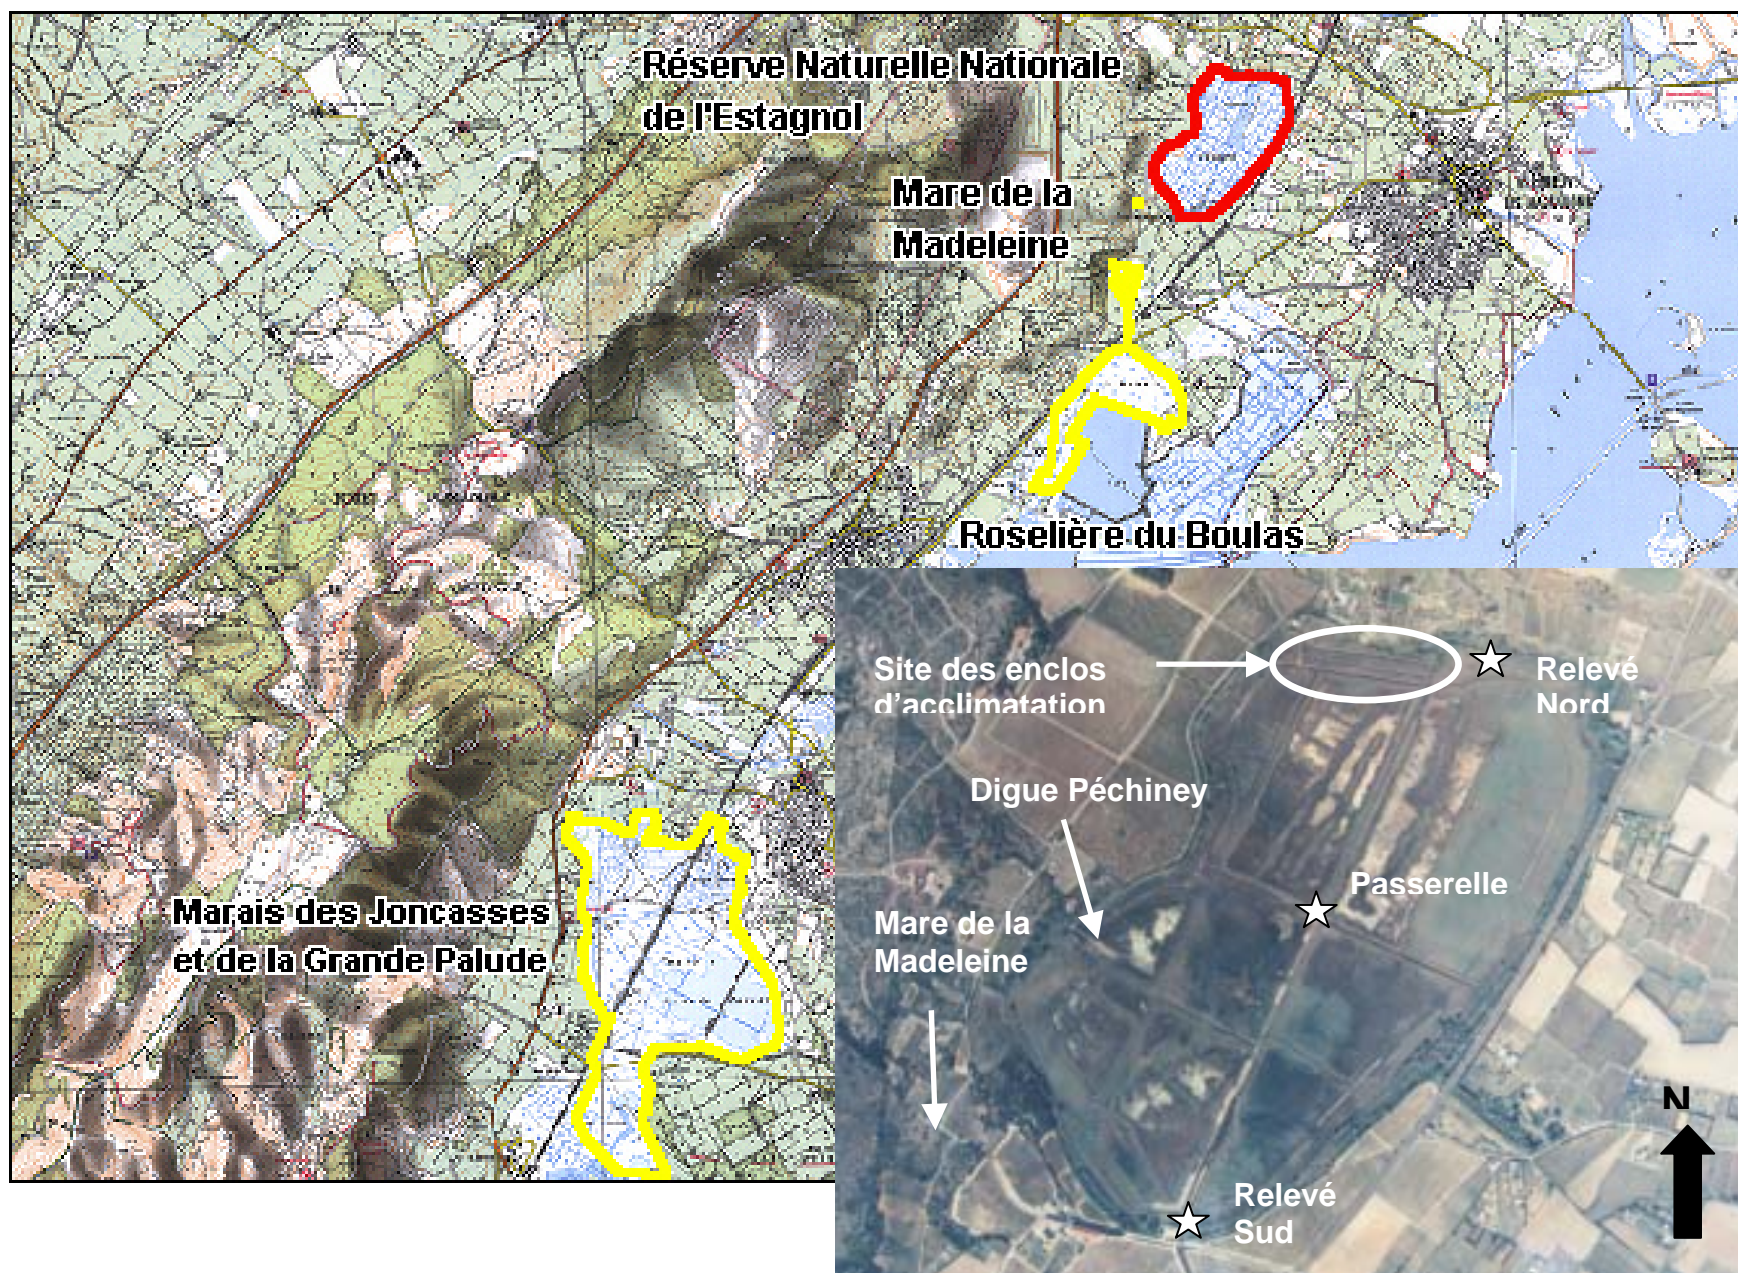 Réserve Naturelle Nationale
de l'Estagnol
Mare de la
Madeleine
Roselière du Boulas
Marais des Joncasses
et de la Grande Palude
Site des enclos
d'acclimatation
Relevé
Nord
Digue Péchiney
Passerelle
Mare de la
Madeleine
N
Relevé
Sud